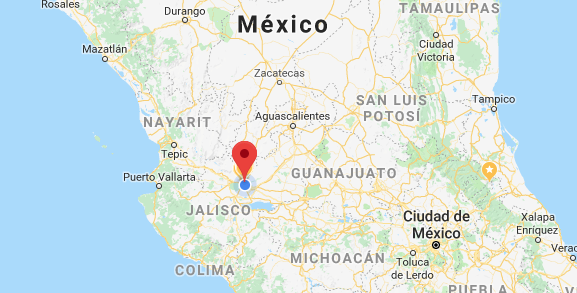 Rosales
Durango
TAMAULIPAS
México
Mazatlán
Ciudad
Victoria
Zacatecas
SAN LUIS
POTOSÍ
Tampico
Aguascalientes
NAYARIT
Tepic
Puerto Vallarta
GUANAJUATO
JALISCO
Ciudad de
México
Xalapa
Enríquez
Verac
MICHOACÁN
Toluca
de Lerdo
COLIMA
PUEBLA